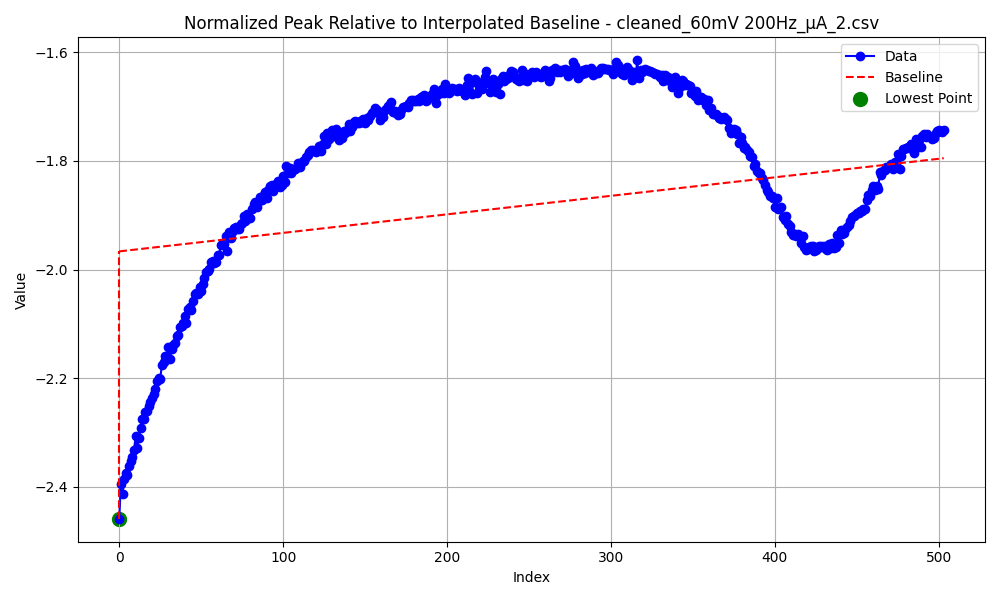 Normalized Peak Relative to Interpolated Baseline - cleaned_60mV 200Hz_μA_2.csv
Data
Baseline
Lowest Point
Value
−1.6
−1.8
−2.0
−2.2
−2.4
0
100
200
300
400
500
Index